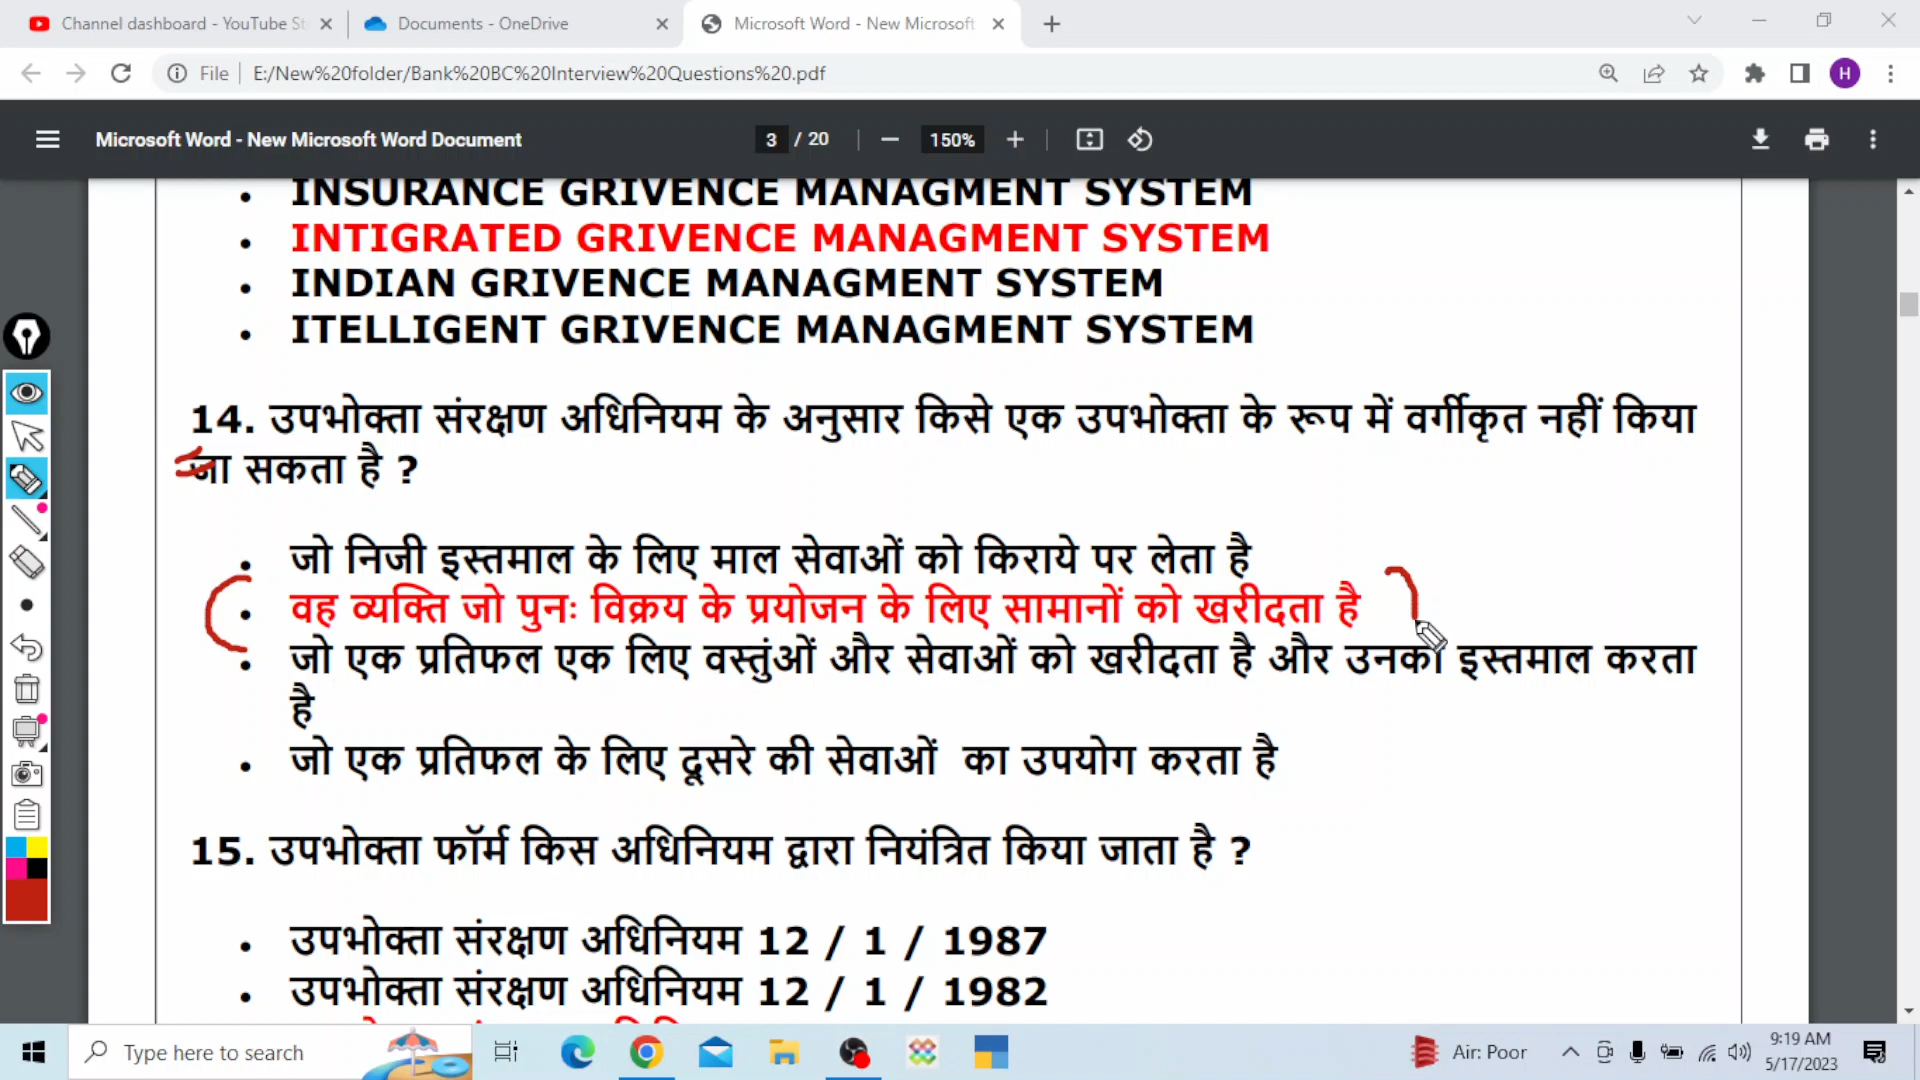 Channel dashboard - YouTube St
Documents - OneDrive
Microsoft Word - New Microsoft
File
E:/New%20folder/Bank%20BC%20Interview%20Questions%20.pdf
H
Microsoft Word - New Microsoft Word Document
3 / 20
150%
• INSURANCE GRIVENCE MANAGMENT SYSTEM
• INTIGRATED GRIVENCE MANAGMENT SYSTEM
• INDIAN GRIVENCE MANAGMENT SYSTEM
• ITELLIGENT GRIVENCE MANAGMENT SYSTEM
14. उपभोक्ता संरक्षण अधिनियम के अनुसार किसे एक उपभोक्ता के रूप में वर्गीकृत नहीं किया
जा सकता है ?
• जो निजी इस्तमाल के लिए माल सेवाओं को किराये पर लेता है
• वह व्यक्ति जो पुनः विक्रय के प्रयोजन के लिए सामानों को खरीदता है
• जो एक प्रतिफल एक लिए वस्तुंओं और सेवाओं को खरीदता है और उनका इस्तमाल करता
है
• जो एक प्रतिफल के लिए दूसरे की सेवाओं का उपयोग करता है
15. उपभोक्ता फॉर्म किस अधिनियम द्वारा नियंत्रित किया जाता है ?
• उपभोक्ता संरक्षण अधिनियम 12 / 1 / 1987
• उपभोक्ता संरक्षण अधिनियम 12 / 1 / 1982
Type here to search
Air: Poor
9:19 AM
5/17/2023